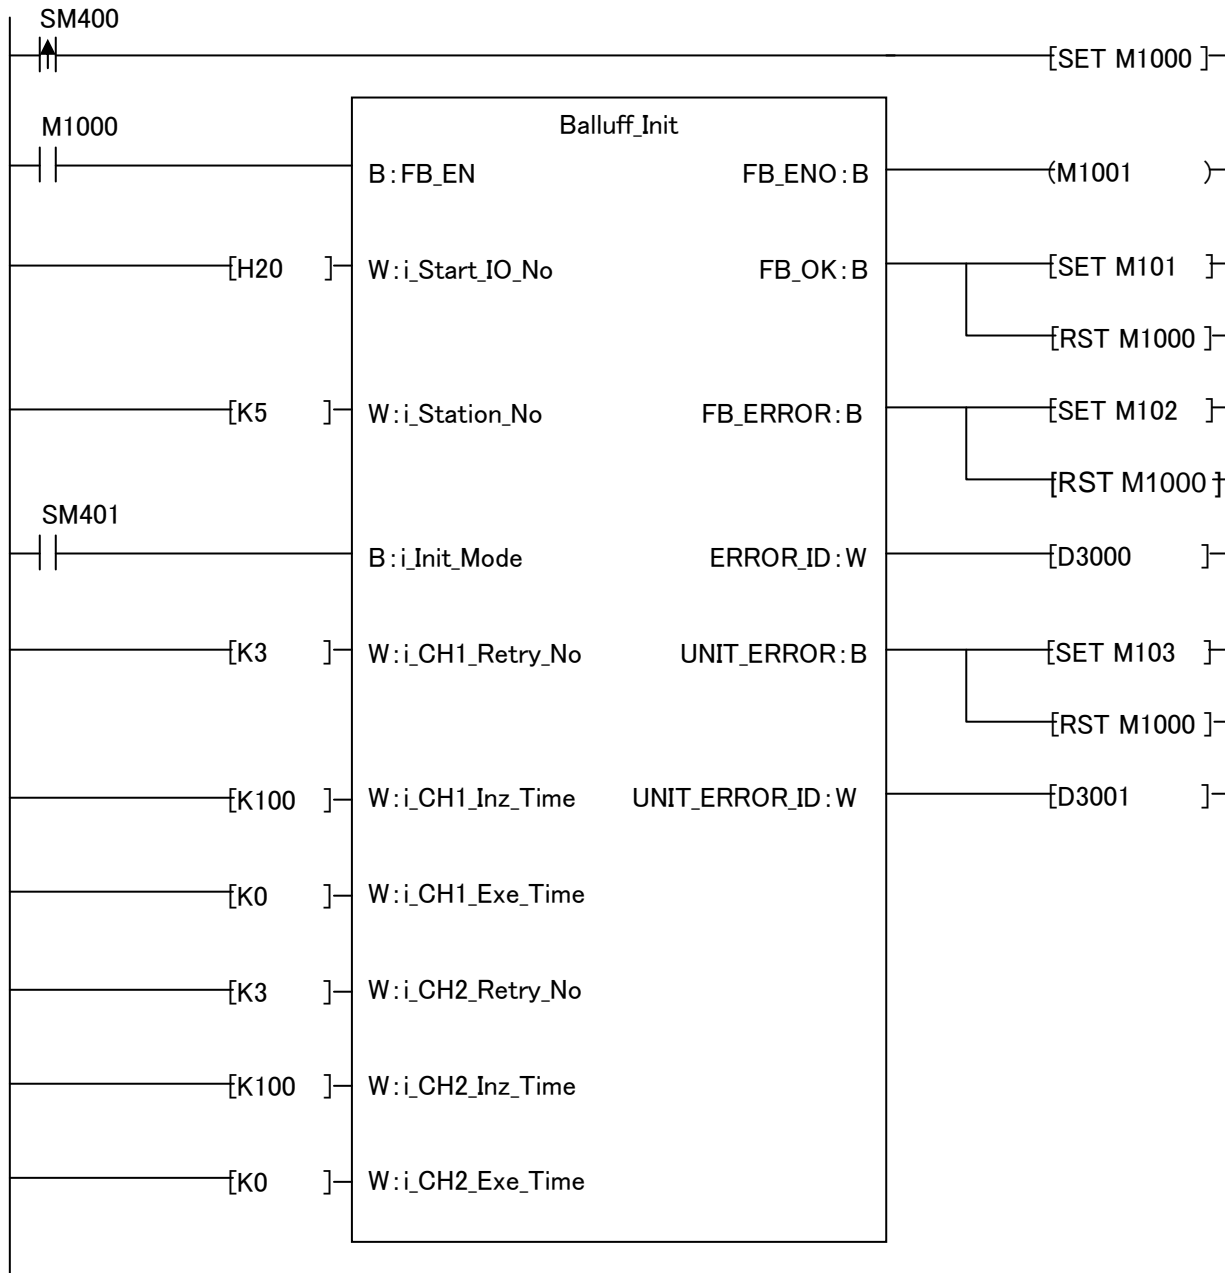 SM400
[SET M1000 ]
M1000
Balluff_Init
B:FB_EN FB_ENO:B (M1001 )
[H20 ] W:i_Start_IO_No FB_OK:B [SET M101 ]
[RST M1000 ]
[K5 ] W:i_Station_No FB_ERROR:B [SET M102 ]
[RST M1000 ]
SM401
B:i_Init_Mode ERROR_ID:W [D3000 ]
[K3 ] W:i_CH1_Retry_No UNIT_ERROR:B [SET M103 ]
[RST M1000 ]
[K100 ] W:i_CH1_Inz_Time UNIT_ERROR_ID:W [D3001 ]
[K0 ] W:i_CH1_Exe_Time
[K3 ] W:i_CH2_Retry_No
[K100 ] W:i_CH2_Inz_Time
[K0 ] W:i_CH2_Exe_Time